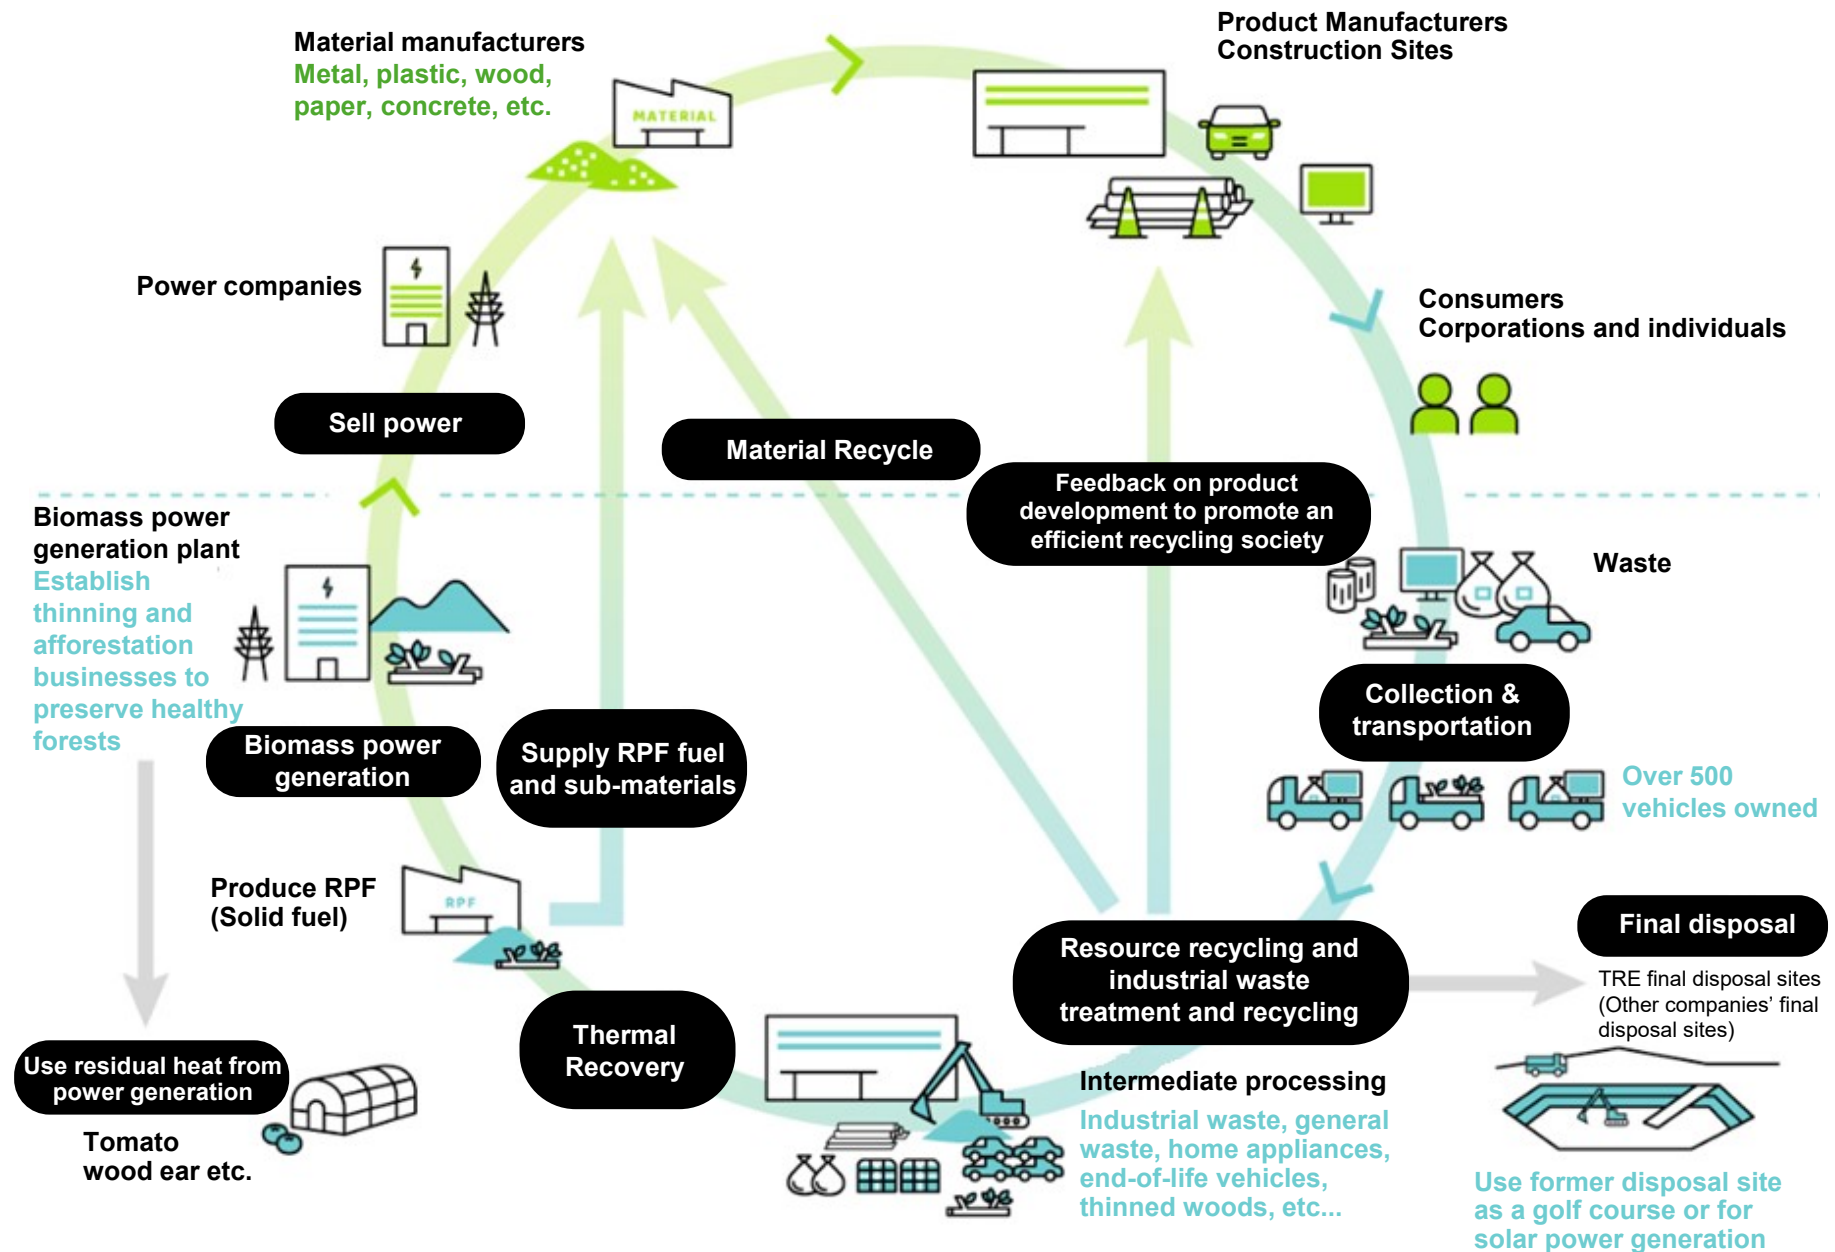 Material manufacturers
Metal, plastic, wood,
paper, concrete, etc.
MATERIAL
Product Manufacturers
Construction Sites
Power companies
Consumers
Corporations and individuals
Sell power
Material Recycle
Feedback on product
development to promote an
efficient recycling society
Biomass power
generation plant
Establish
thinning and
afforestation
businesses to
preserve healthy
forests
Waste
Collection &
transportation
Over 500
vehicles owned
Biomass power
generation
Supply RPF fuel
and sub-materials
Produce RPF
(Solid fuel)
RPF
Resource recycling and
industrial waste
treatment and recycling
Final disposal
TRE final disposal sites
(Other companies’ final
disposal sites)
Thermal
Recovery
Use residual heat from
power generation
Tomato
wood ear etc.
Intermediate processing
Industrial waste, general
waste, home appliances,
end-of-life vehicles,
thinned woods, etc...
Use former disposal site
as a golf course or for
solar power generation